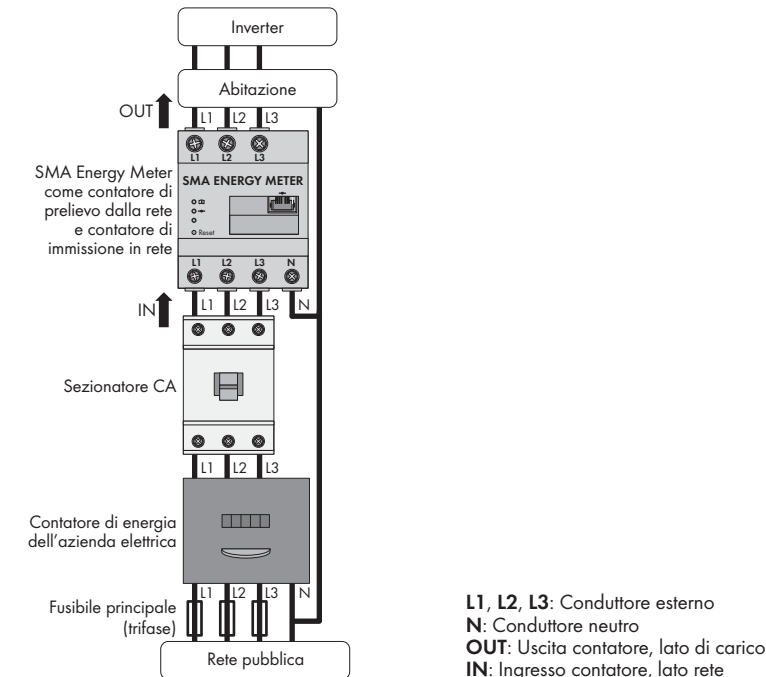 Inverter
Abitazione
OUT
L1 L2 L3
L1 L2 L3
SMA Energy Meter
come contatore di
prelievo dalla rete
e contatore di
immissione in rete
SMA ENERGY METER
Reset
L1 L2 L3 N
IN
L1 L2 L3 N
Sezionatore CA
L1 L2 L3
Contatore di energia
dell'azienda elettrica
L1 L2 L3 N
Fusibile principale
(trifase)
Rete pubblica
L1, L2, L3: Conduttore esterno
N: Conduttore neutro
OUT: Uscita contatore, lato di carico
IN: Ingresso contatore, lato rete